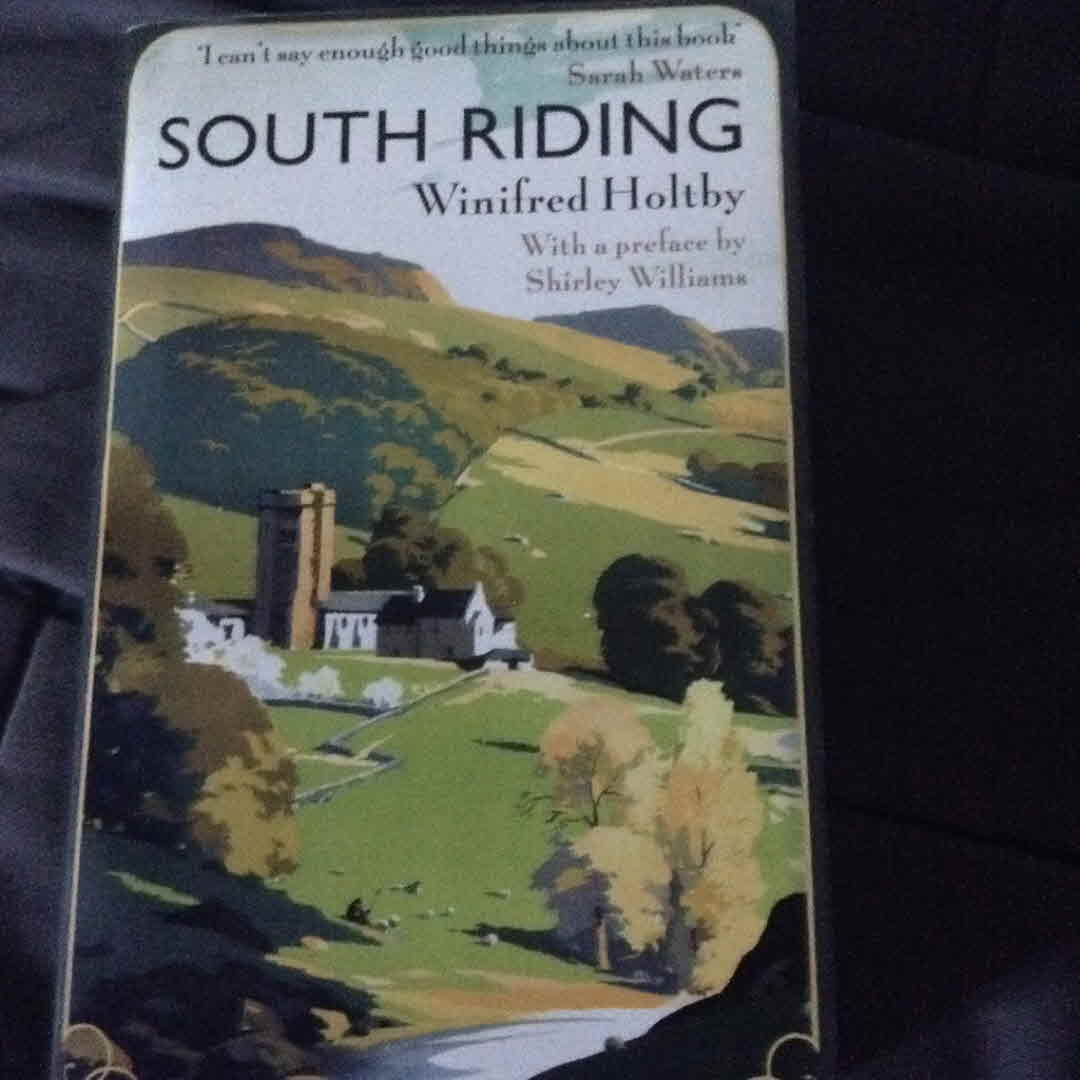 "I can't say enough good things about this book"
Sarah Waters
SOUTH RIDING
Winifred Holtby
With a preface by
Shirley Williams